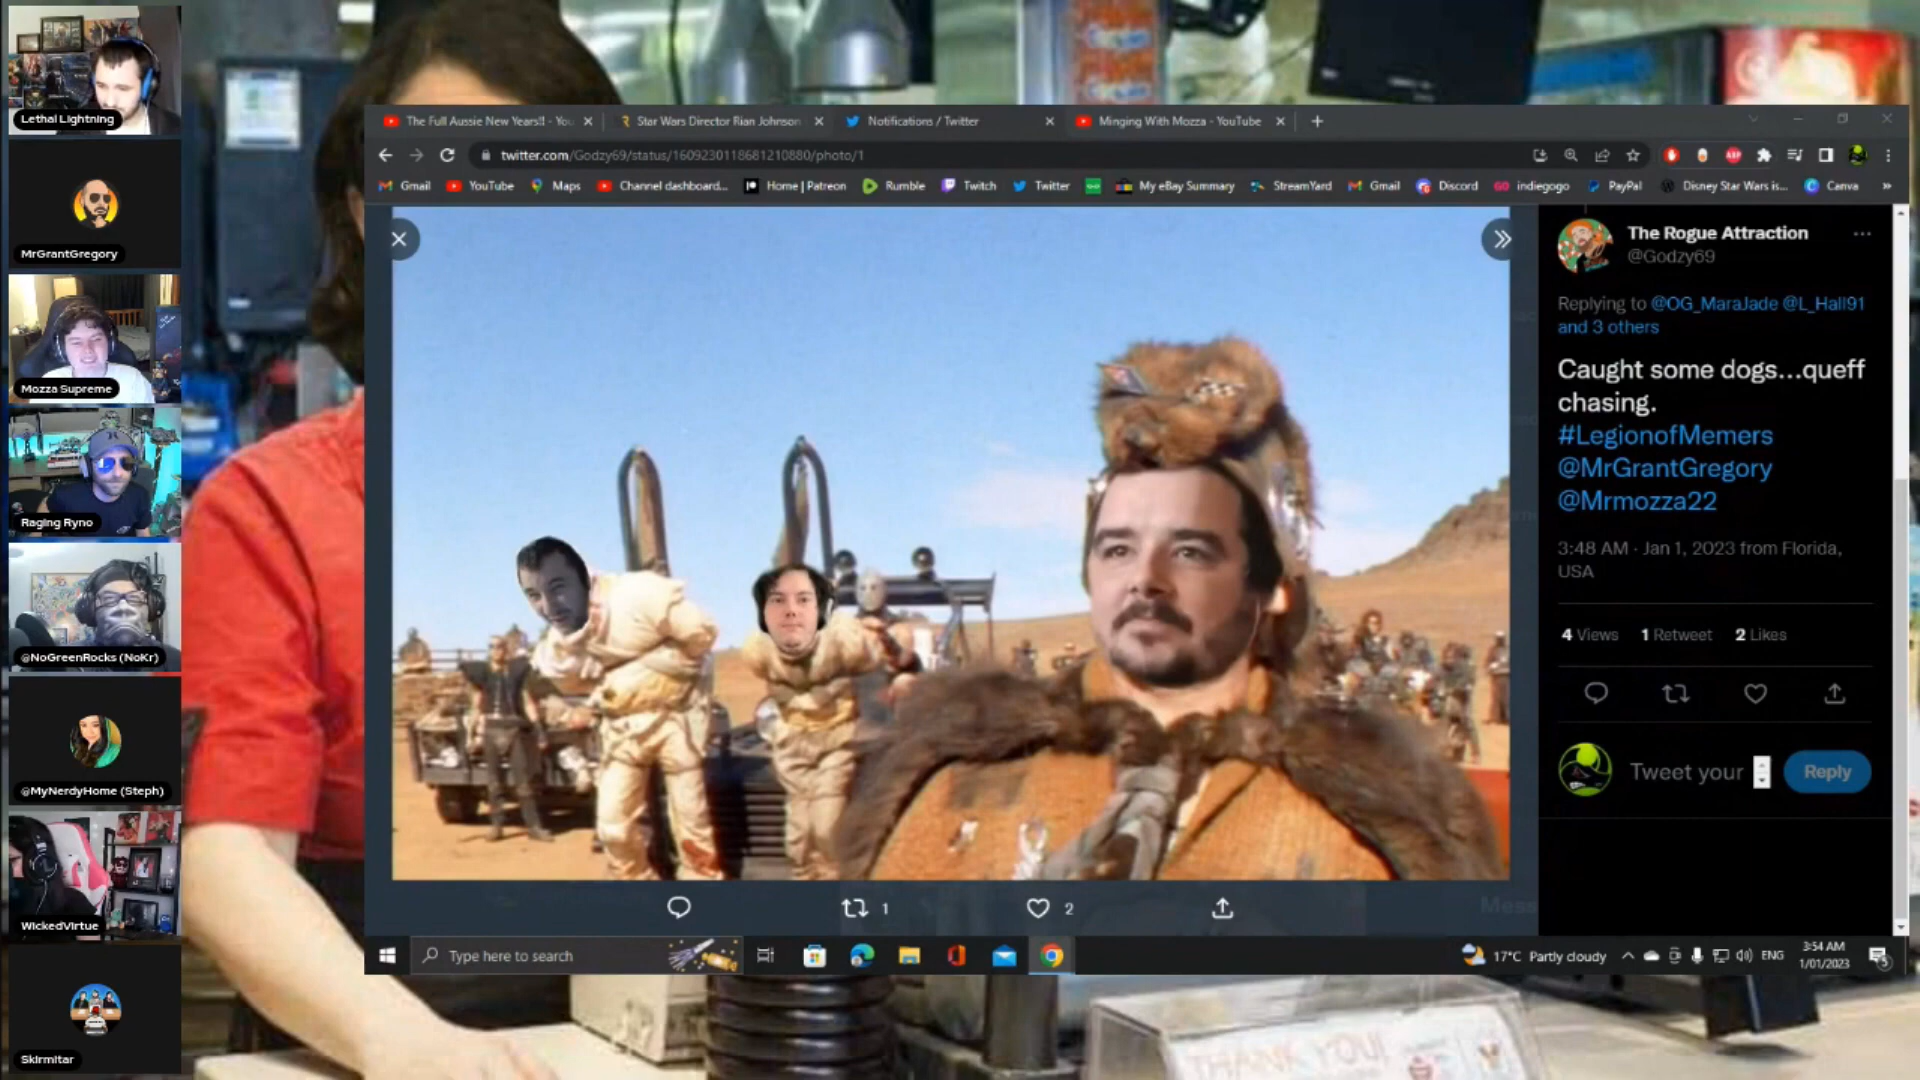 Lethal Lightning
MrGrantGregory
Mozza Supreme
Raging Ryno
@NoGreenRocks (NoKr)
@MyNerdyHome (Steph)
WickedVirtue
Skirmitar
The Full Aussie New Years!! - You
Star Wars Director Rian Johnson
Notifications / Twitter
Minging With Mozza - YouTube
twitter.com/Godzy69/status/1609230118681210880/photo/1
Gmail
YouTube
Maps
Channel dashboard...
Home | Patreon
Rumble
Twitch
Twitter
My eBay Summary
StreamYard
Gmail
Discord
indiegogo
PayPal
Disney Star Wars is...
Canva
The Rogue Attraction
@Godzy69
Replying to @OG_MaraJade @L_Hall91
and 3 others
Caught some dogs...queff
chasing.
#LegionofMemers
@MrGrantGregory
@Mrmozza22
3:48 AM · Jan 1, 2023 from Florida,
USA
4 Views 1 Retweet 2 Likes
Tweet your
Reply
1
2
Type here to search
17°C Partly cloudy
ENG
3:54 AM
1/01/2023
5
THANK YOU!